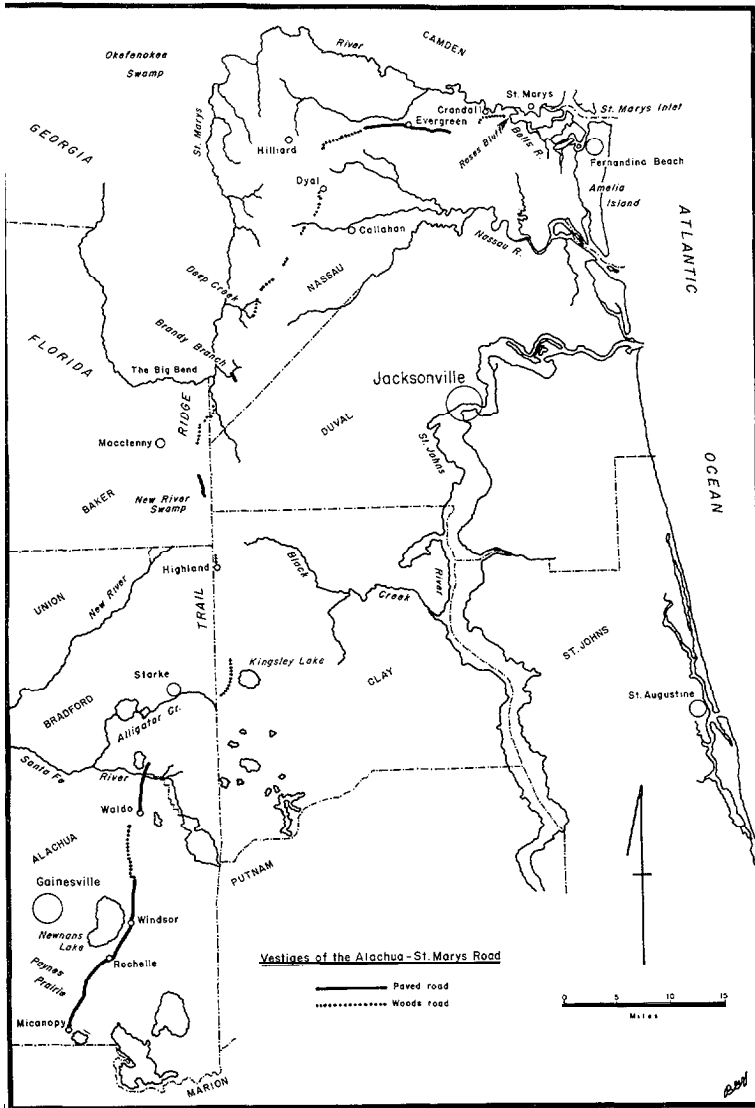 Okefenokee
Swamp
River
CAMDEN
St. Marys
St. Marys Inlet
Crandall
Evergreen
Roses Bluff
Bells R.
Fernandina Beach
Amelia
Island
GEORGIA
St. Marys
Hilliard
Dyal
Callahan
Nassau R.
ATLANTIC
Deep Creek
NASSAU
Brandy Branch
FLORIDA
The Big Bend
Jacksonville
RIDGE
DUVAL
St. Johns
Macclenny
OCEAN
BAKER
New River
Swamp
Highland
Black
UNION
New River
TRAIL
Creek
River
ST. JOHNS
Kingsley Lake
Starke
CLAY
BRADFORD
Alligator Cr.
St. Augustine
Santa Fe
River
Waldo
ALACHUA
PUTNAM
Gainesville
Windsor
Newnans
Lake
Rochelle
Paynes
Prairie
Micanopy
MARION
Vestiges of the Alachua-St. Marys Road
Paved road
Woods road
0 5 10 15
Miles